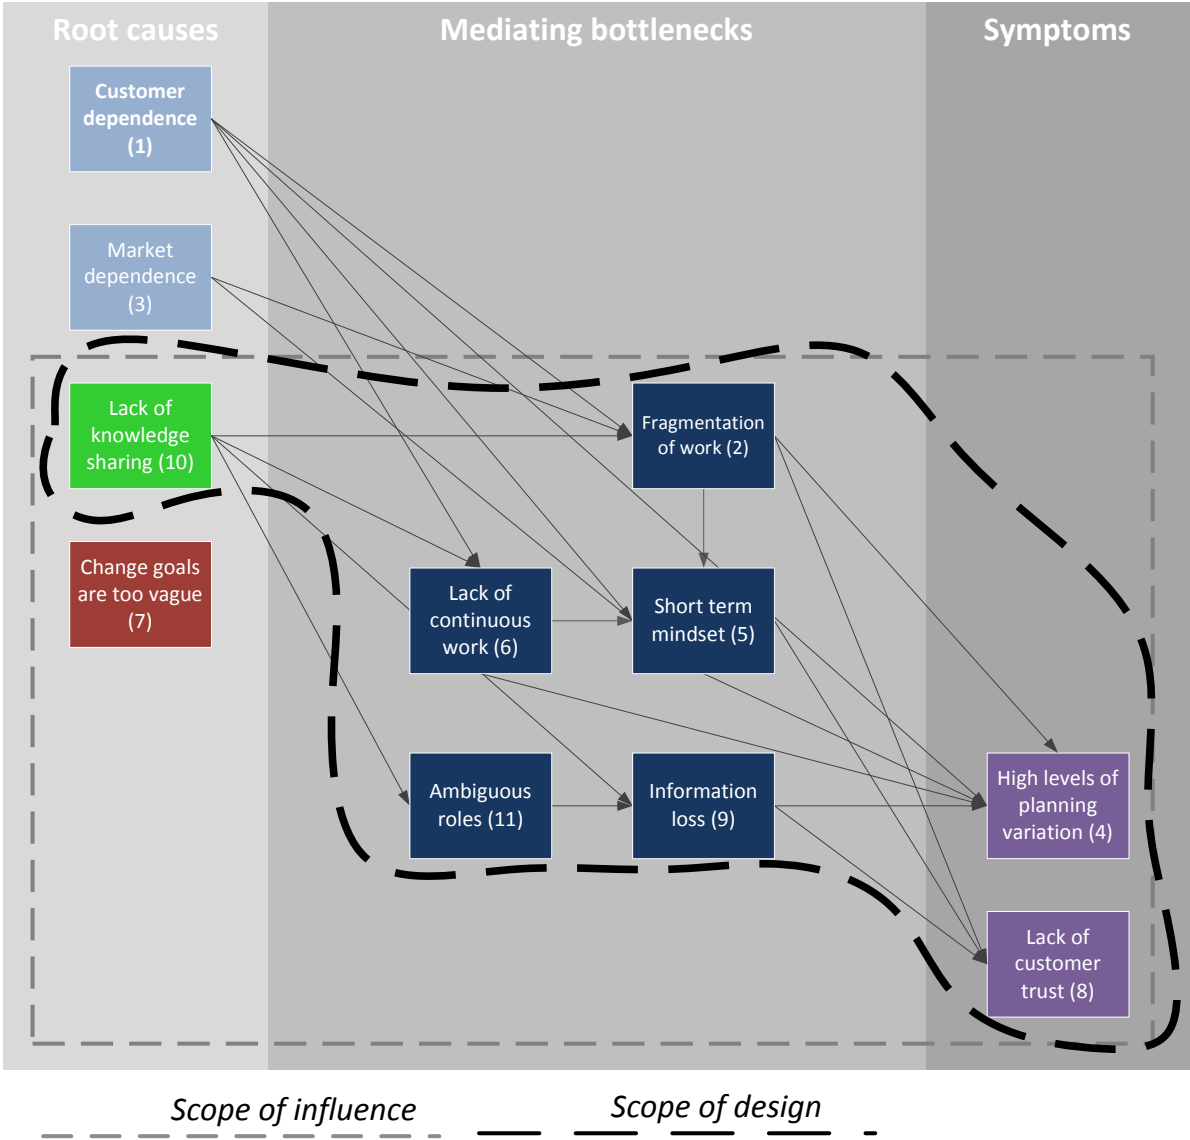 Root causes
Mediating bottlenecks
Symptoms
Customer
dependence
(1)
Market
dependence
(3)
Lack of
knowledge
sharing (10)
Fragmentation
of work (2)
Change goals
are too vague
(7)
Lack of
continuous
work (6)
Short term
mindset (5)
Ambiguous
roles (11)
Information
loss (9)
High levels of
planning
variation (4)
Lack of
customer
trust (8)
Scope of influence
Scope of design